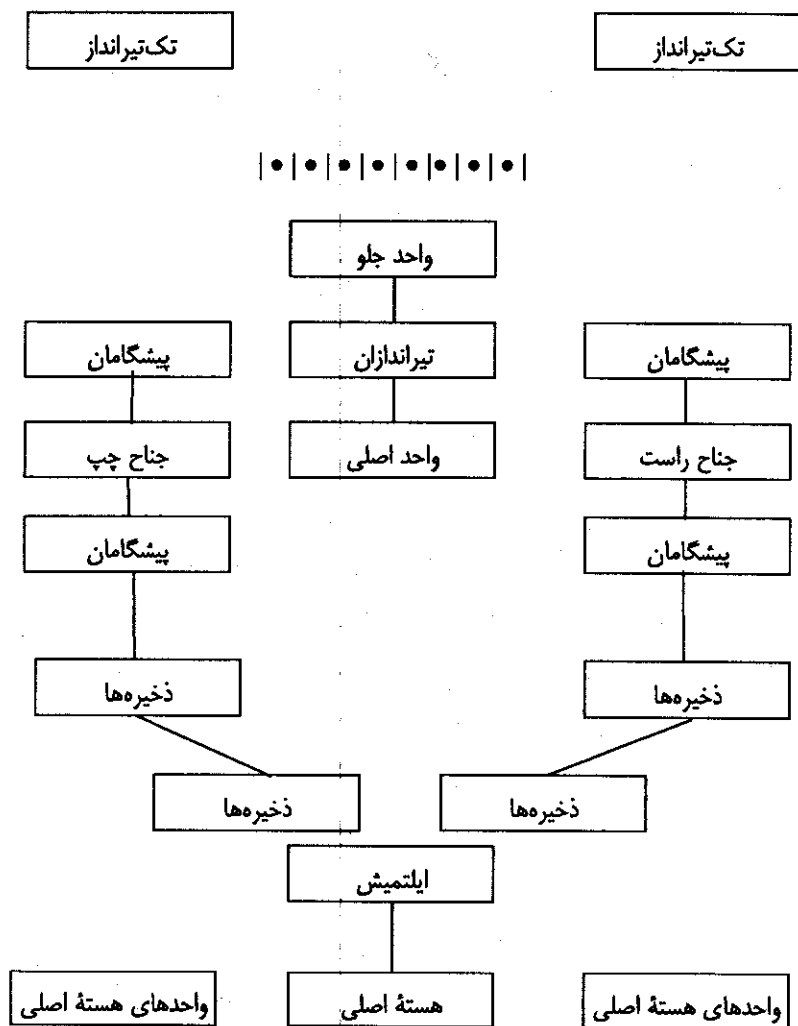 تک‌تیرانداز
تک‌تیرانداز
واحد جلو
پیشگامان
تیراندازان
پیشگامان
جناح راست
واحد اصلی
جناح چپ
پیشگامان
پیشگامان
ذخیره‌ها
ذخیره‌ها
ذخیره‌ها
ذخیره‌ها
ایلتمیش
واحدهای هستهٔ اصلی
هستهٔ اصلی
واحدهای هستهٔ اصلی